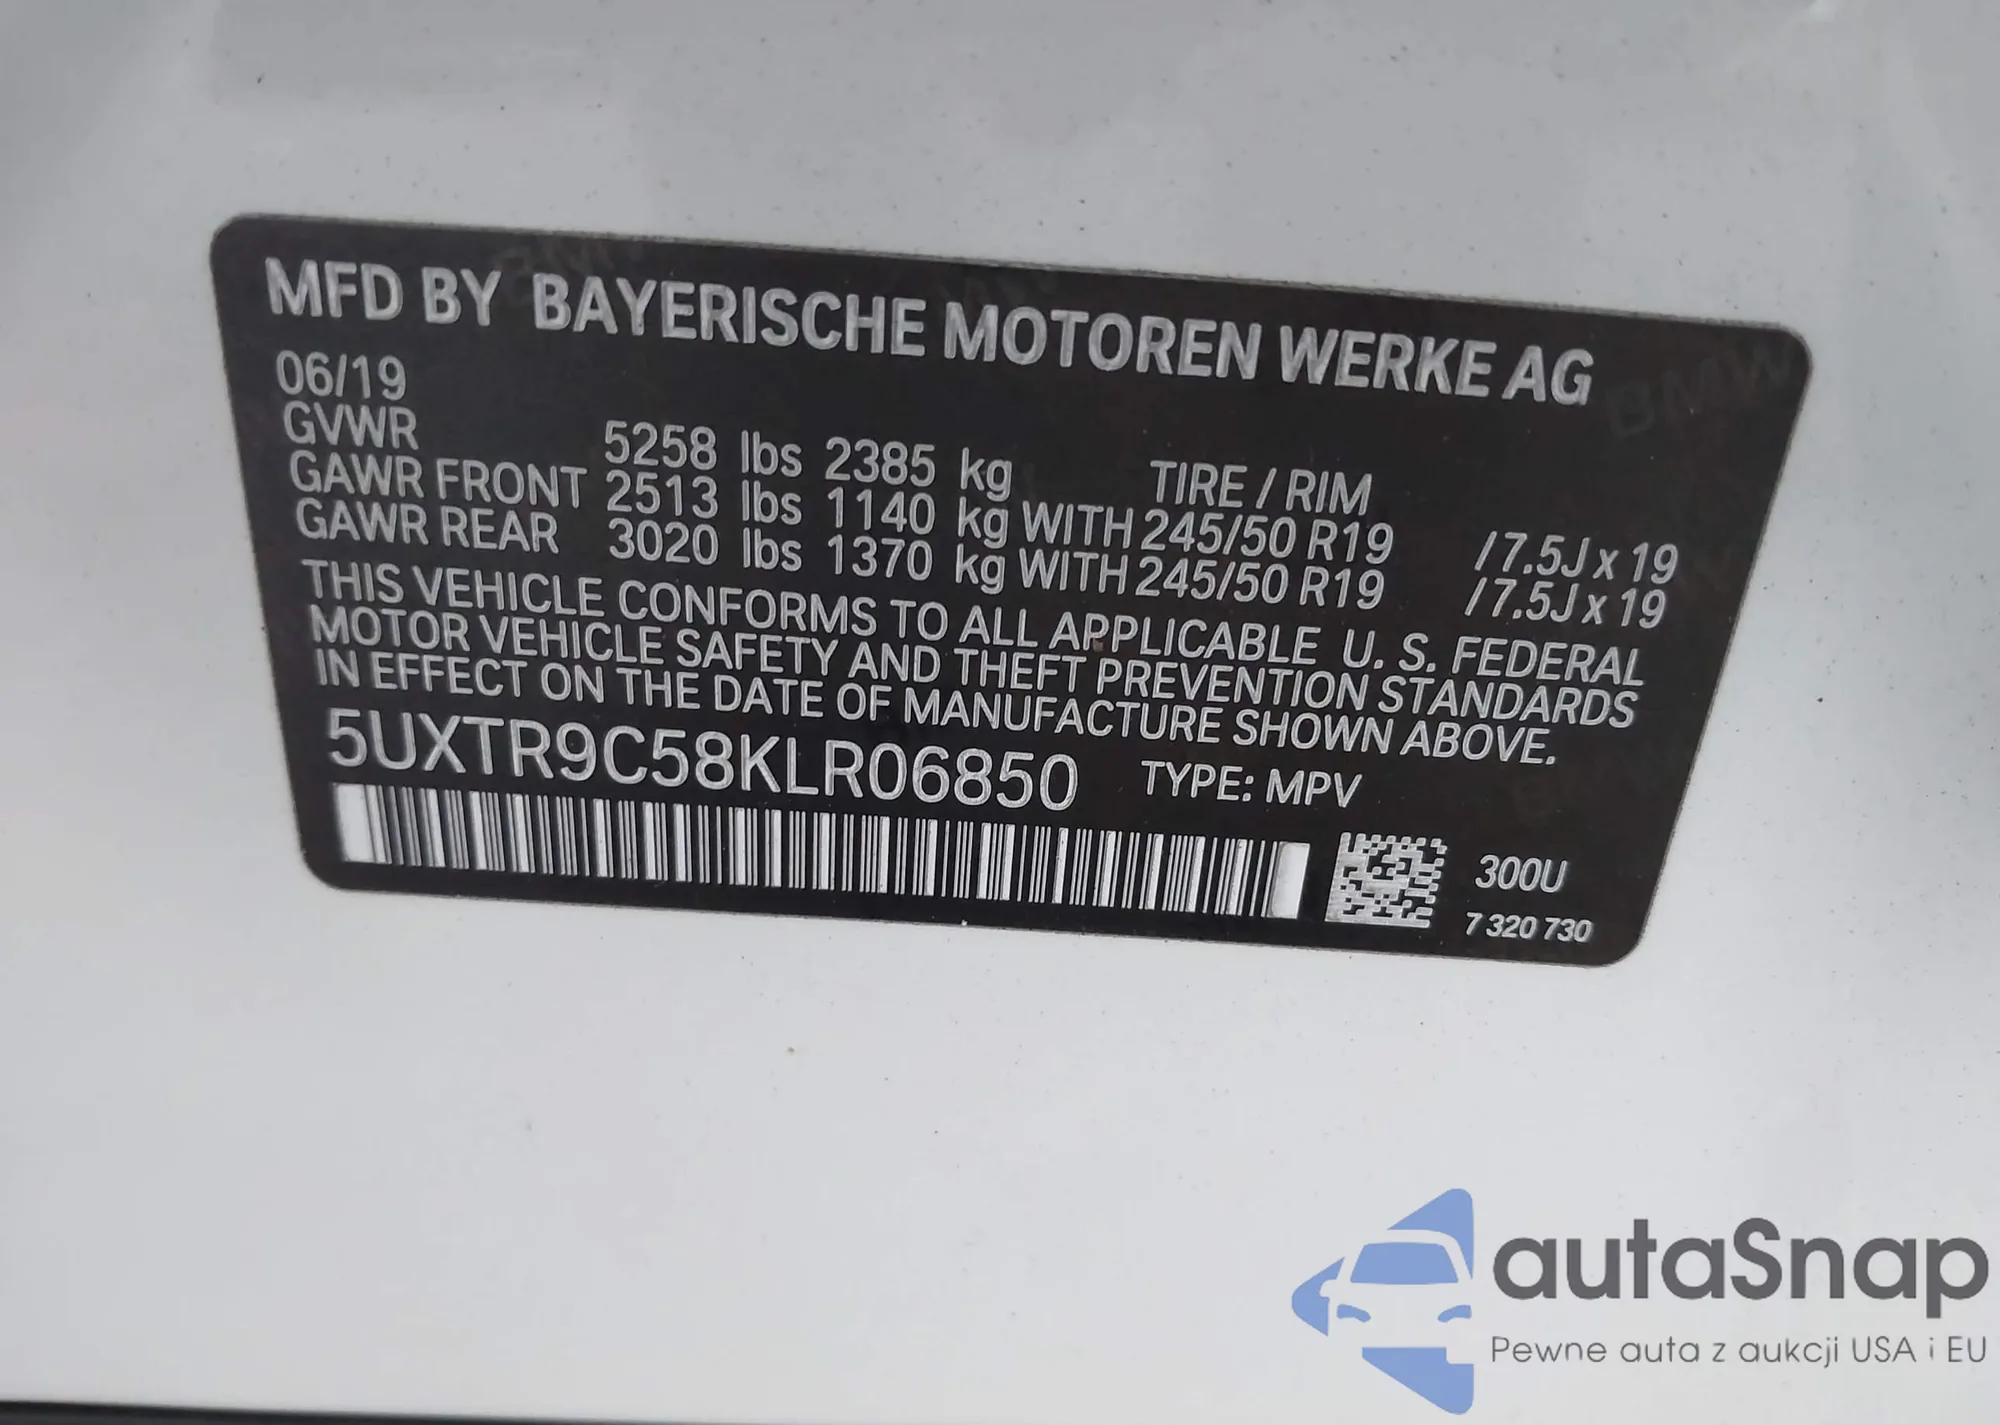 MFD BY BAYERISCHE MOTOREN WERKE AG
06/19
GVWR 5258 lbs 2385 kg TIRE / RIM
GAWR FRONT 2513 lbs 1140 kg WITH 245/50 R19 /7.5J x 19
GAWR REAR 3020 lbs 1370 kg WITH 245/50 R19 /7.5J x 19
THIS VEHICLE CONFORMS TO ALL APPLICABLE U. S. FEDERAL
MOTOR VEHICLE SAFETY AND THEFT PREVENTION STANDARDS
IN EFFECT ON THE DATE OF MANUFACTURE SHOWN ABOVE.
5UXTR9C58KLR06850 TYPE: MPV
300U
7 320 730
autaSnap
Pewne auta z aukcji USA i EU